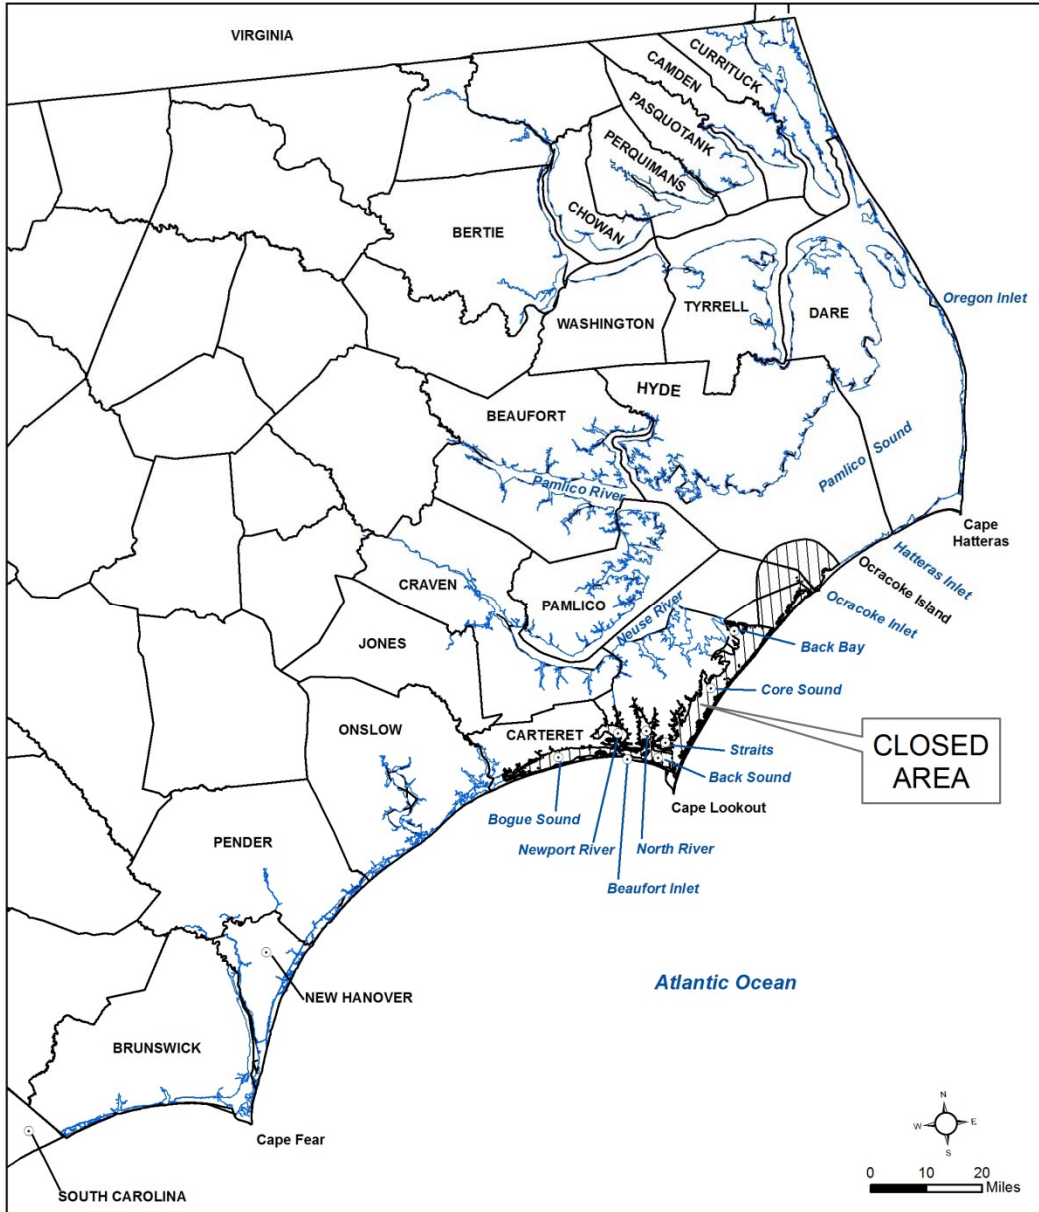 VIRGINIA
CURRITUCK
CAMDEN
PASQUOTANK
PERQUIMANS
CHOWAN
BERTIE
Oregon Inlet
TYRRELL
DARE
WASHINGTON
HYDE
BEAUFORT
Pamlico Sound
Pamlico River
Cape
Hatteras
Hatteras Inlet
Ocracoke Island
Ocracoke Inlet
CRAVEN
PAMLICO
Neuse River
JONES
Back Bay
Core Sound
ONSLOW
CARTERET
CLOSED
AREA
Straits
Back Sound
Cape Lookout
Bogue Sound
PENDER
Newport River
North River
Beaufort Inlet
Atlantic Ocean
NEW HANOVER
BRUNSWICK
N
W
E
S
Cape Fear
0 10 20
Miles
SOUTH CAROLINA